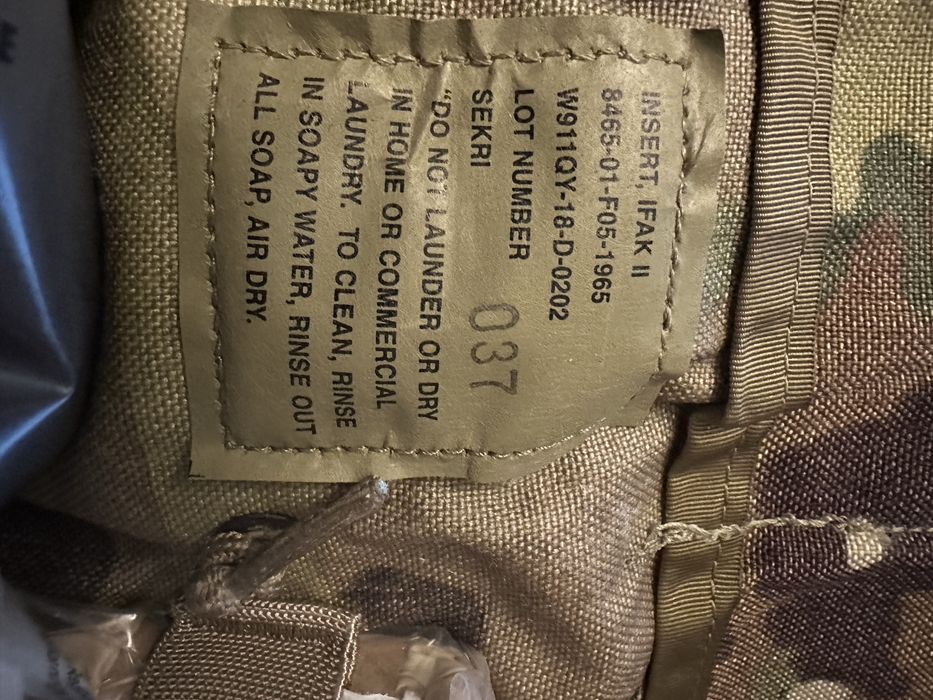 INSERT, IFAK II
8465-01-F05-1965
W911QY-18-D-0202
LOT NUMBER 037
SEKRI
"DO NOT LAUNDER OR DRY
IN HOME OR COMMERCIAL
LAUNDRY. TO CLEAN, RINSE
IN SOAPY WATER, RINSE OUT
ALL SOAP, AIR DRY.